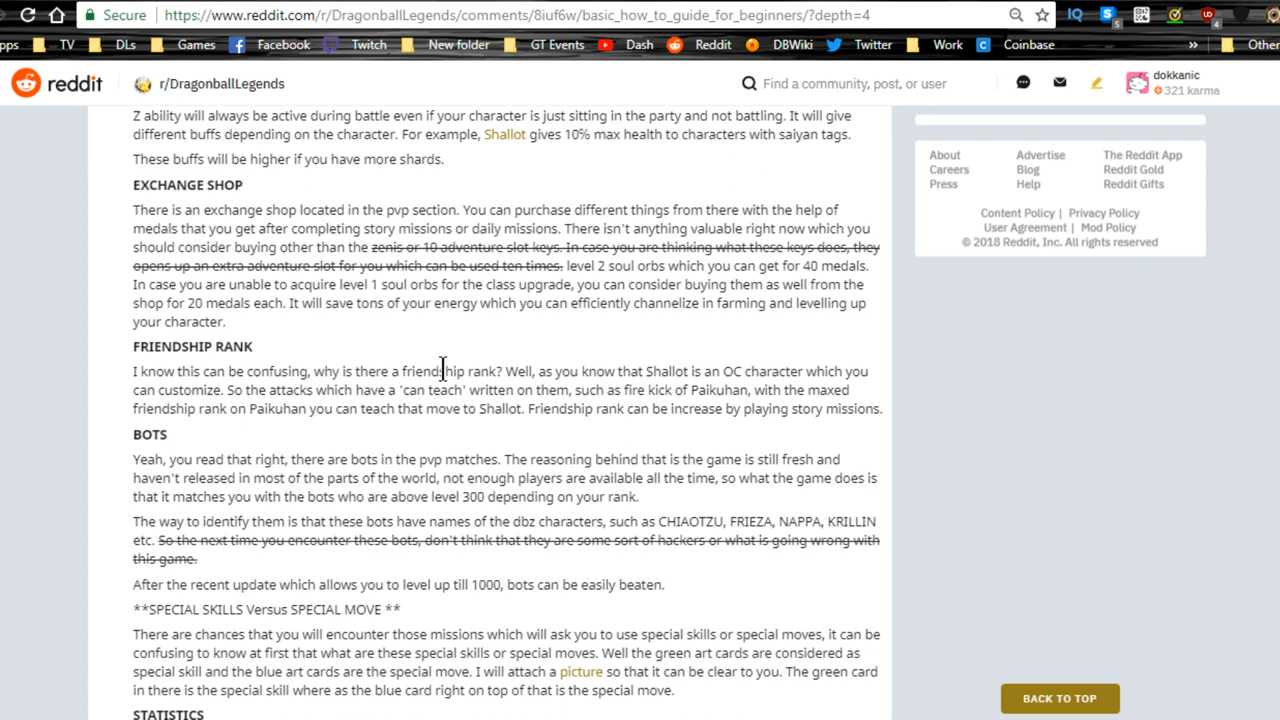 Secure https://www.reddit.com/r/DragonballLegends/comments/8iuf6w/basic_how_to_guide_for_beginners/?depth=4
IQ 5 4
pps TV DLs Games Facebook Twitch New folder GT Events Dash Reddit DBWiki Twitter Work Coinbase » Other
reddit r/DragonballLegends Find a community, post, or user dokkanic
321 karma
Z ability will always be active during battle even if your character is just sitting in the party and not battling. It will give
different buffs depending on the character. For example, Shallot gives 10% max health to characters with saiyan tags.
These buffs will be higher if you have more shards.
EXCHANGE SHOP
There is an exchange shop located in the pvp section. You can purchase different things from there with the help of
medals that you get after completing story missions or daily missions. There isn't anything valuable right now which you
should consider buying other than the zenis or 10 adventure slot keys. In case you are thinking what these keys does, they
opens up an extra adventure slot for you which can be used ten times. level 2 soul orbs which you can get for 40 medals.
In case you are unable to acquire level 1 soul orbs for the class upgrade, you can consider buying them as well from the
shop for 20 medals each. It will save tons of your energy which you can efficiently channelize in farming and levelling up
your character.
FRIENDSHIP RANK
I know this can be confusing, why is there a friendship rank? Well, as you know that Shallot is an OC character which you
can customize. So the attacks which have a 'can teach' written on them, such as fire kick of Paikuhan, with the maxed
friendship rank on Paikuhan you can teach that move to Shallot. Friendship rank can be increase by playing story missions.
BOTS
Yeah, you read that right, there are bots in the pvp matches. The reasoning behind that is the game is still fresh and
haven't released in most of the parts of the world, not enough players are available all the time, so what the game does is
that it matches you with the bots who are above level 300 depending on your rank.
The way to identify them is that these bots have names of the dbz characters, such as CHIAOTZU, FRIEZA, NAPPA, KRILLIN
etc. So the next time you encounter these bots, don't think that they are some sort of hackers or what is going wrong with
this game.
After the recent update which allows you to level up till 1000, bots can be easily beaten.
**SPECIAL SKILLS Versus SPECIAL MOVE **
There are chances that you will encounter those missions which will ask you to use special skills or special moves, it can be
confusing to know at first that what are these special skills or special moves. Well the green art cards are considered as
special skill and the blue art cards are the special move. I will attach a picture so that it can be clear to you. The green card
in there is the special skill where as the blue card right on top of that is the special move.
STATISTICS
About Advertise The Reddit App
Careers Blog Reddit Gold
Press Help Reddit Gifts
Content Policy | Privacy Policy
User Agreement | Mod Policy
© 2018 Reddit, Inc. All rights reserved
BACK TO TOP